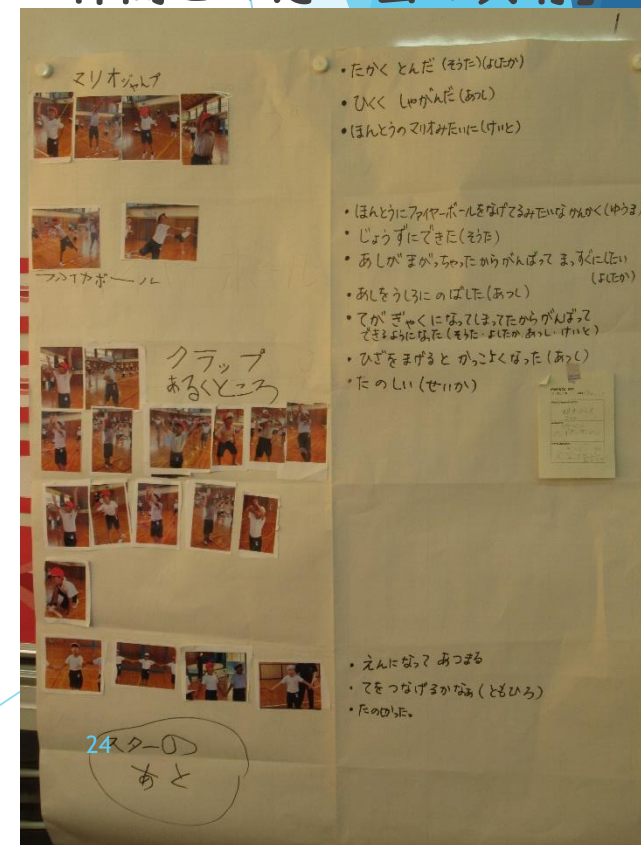 1
マリオジャンプ
・たかく とんだ (そうた)(よしたか)
・ひくく しゃがんだ (あつし)
・ほんとうのマリオみたいに (けいと)
ファイヤボール
・ほんとうにファイヤーボールをなげてるみたいな かんかく (ゆうま)
・じょうずにできた (そうた)
・あしが まがっちゃったから がんばって まっすぐにしたい
(よしたか)
・あしをうしろに のばした (あつし)
・てが ぎゃくになってしまってたからがんばって
できるようになった (そうた・よしたか・あつし・けいと)
・ひざをまげると かっこよくなった (あつし)
・たのしい (せいか)
クラップ
あるくところ
・えんになって あつまる
・てをつなげるかなぁ (ともひろ)
・たのしかった。
24
スターの
あと